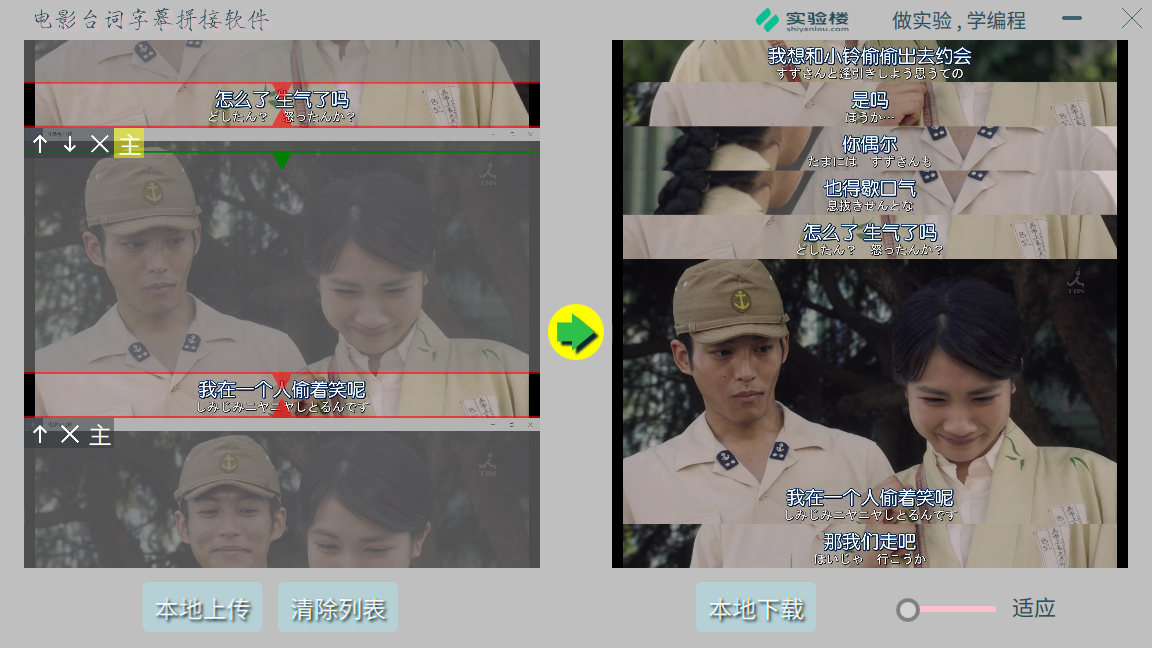 电影台词字幕拼接软件
实验楼
shiyanlou.com
做实验 , 学编程
怎么了 生气了吗
どしたん? 怒ったんか?
主
TBS
我在一个人偷着笑呢
しみじみニヤニヤしとるんです
主
TBS
我想和小铃偷偷出去约会
すずさんと逢引きしょう思うての
是吗
ほうか…
你偶尔
たまには すずさんも
也得歇口气
息抜きせんとな
怎么了 生气了吗
どしたん? 怒ったんか?
TBS
我在一个人偷着笑呢
しみじみニヤニヤしとるんです
那我们走吧
ほいじゃ 行こうか
本地上传
清除列表
本地下载
适应